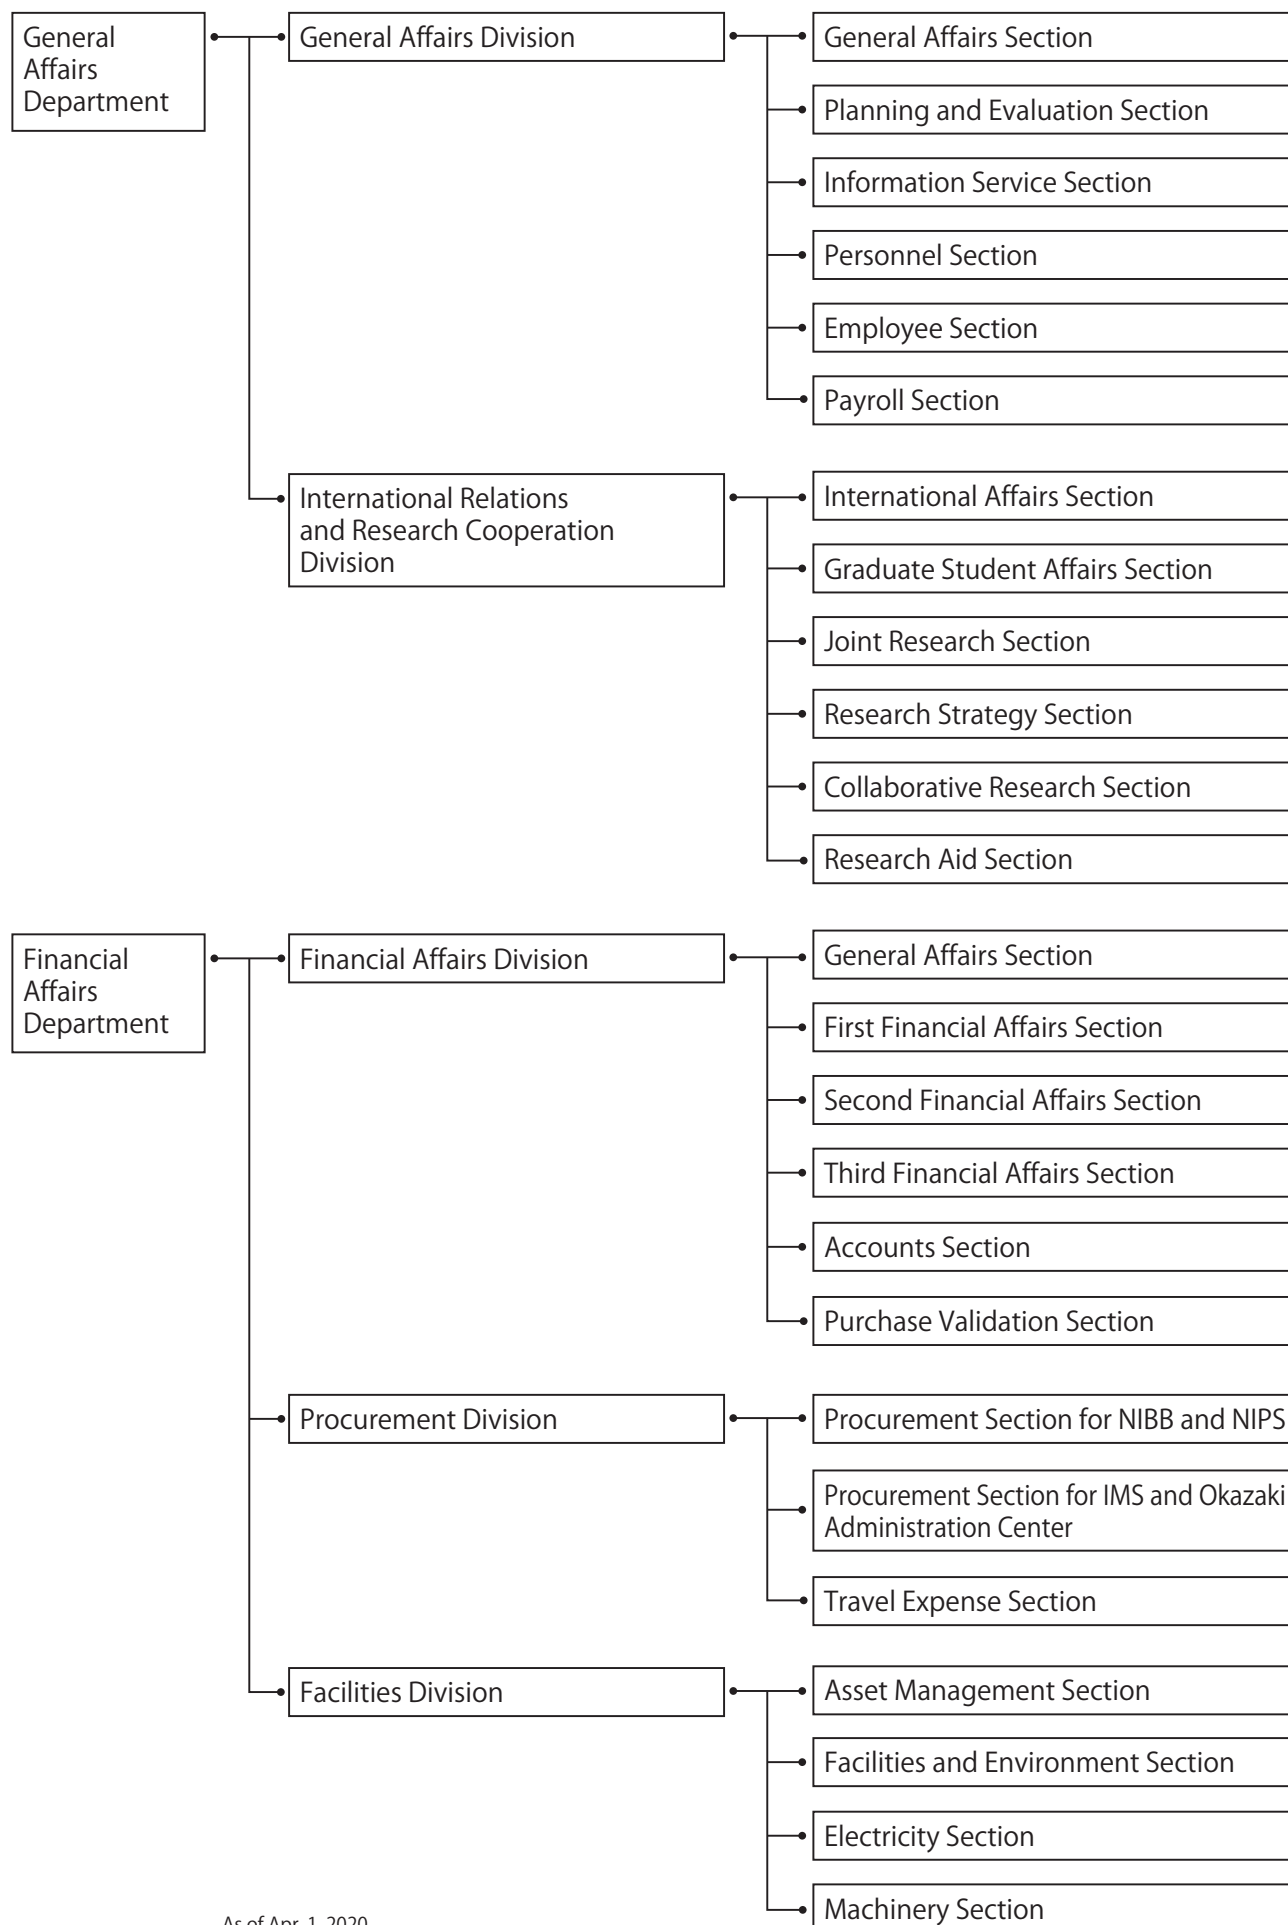 General
Affairs
Department
General Affairs Division
General Affairs Section
Planning and Evaluation Section
Information Service Section
Personnel Section
Employee Section
Payroll Section
International Relations
and Research Cooperation
Division
International Affairs Section
Graduate Student Affairs Section
Joint Research Section
Research Strategy Section
Collaborative Research Section
Research Aid Section
Financial
Affairs
Department
Financial Affairs Division
General Affairs Section
First Financial Affairs Section
Second Financial Affairs Section
Third Financial Affairs Section
Accounts Section
Purchase Validation Section
Procurement Division
Procurement Section for NIBB and NIPS
Procurement Section for IMS and Okazaki
Administration Center
Travel Expense Section
Facilities Division
Asset Management Section
Facilities and Environment Section
Electricity Section
Machinery Section
As of Apr. 1, 2020